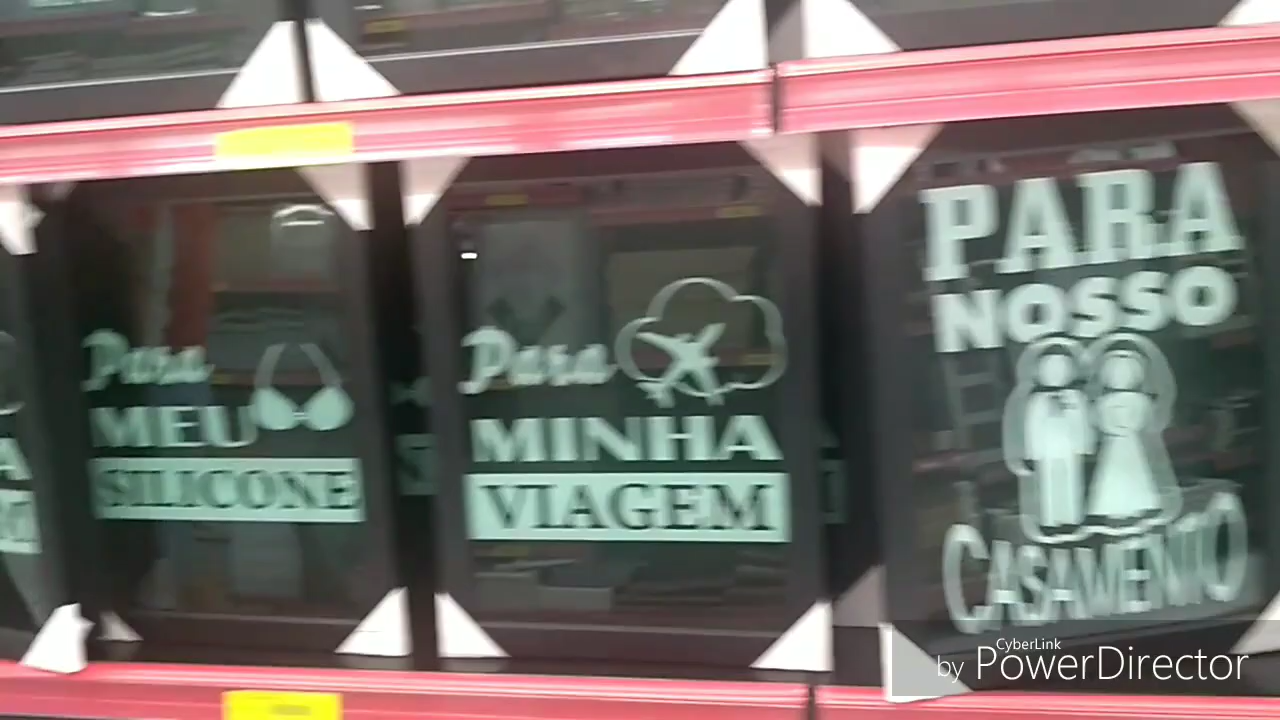 Para
MEU
SILICONE
Para
MINHA
VIAGEM
PARA
NOSSO
CASAMENTO
CyberLink
by PowerDirector